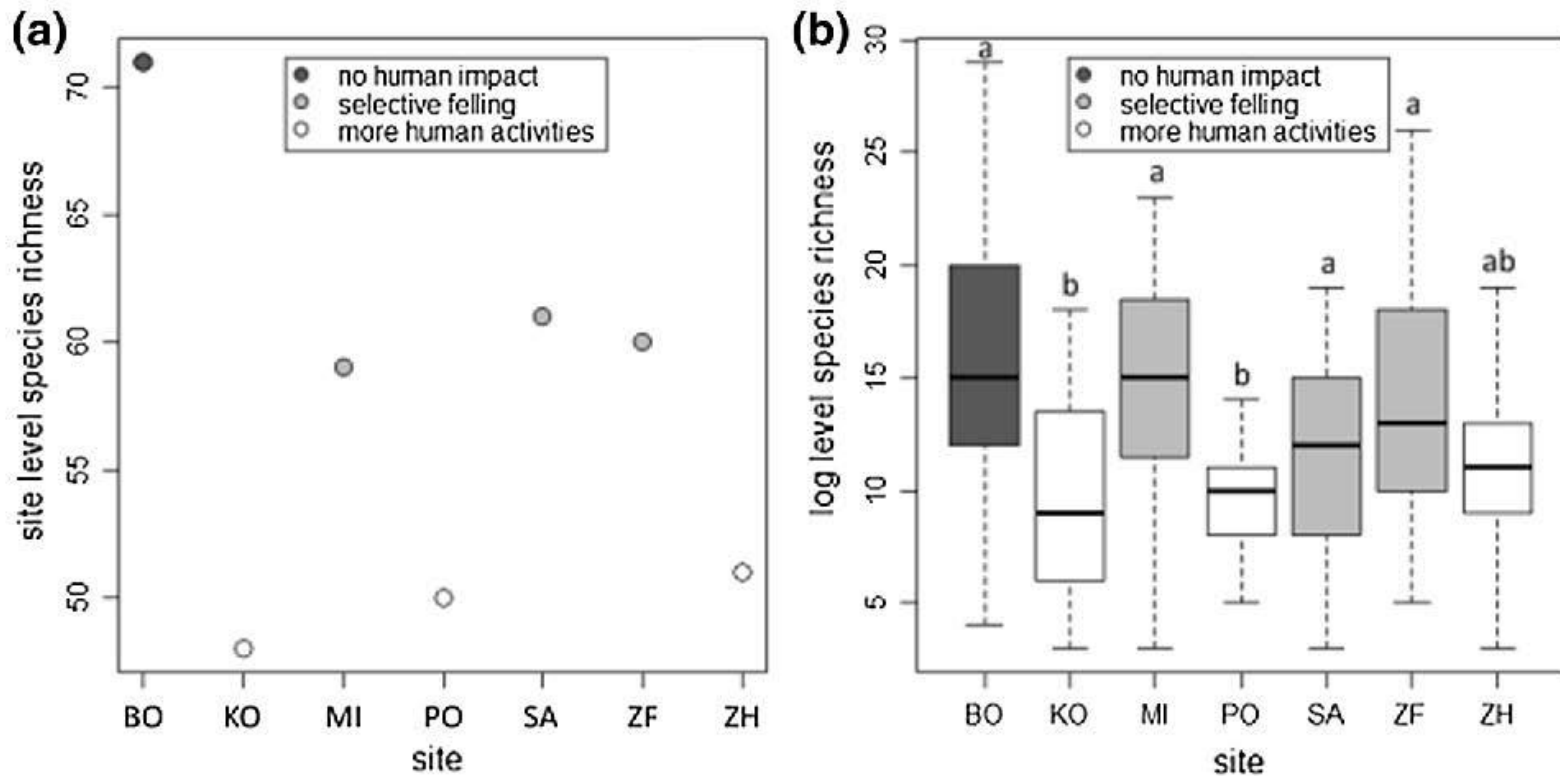 (a)
no human impact
selective felling
more human activities
site level species richness
70
65
60
55
50
BO KO MI PO SA ZF ZH
site
(b)
no human impact
selective felling
more human activities
log level species richness
30
25
20
15
10
5
a b a b a a ab
BO KO MI PO SA ZF ZH
site